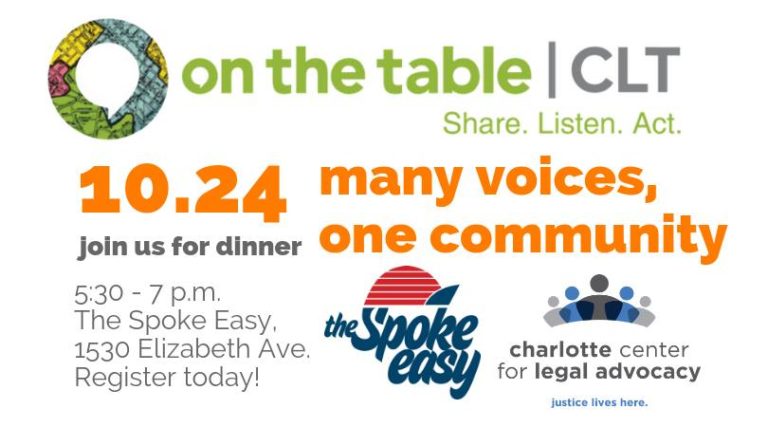 on the table | CLT
Share. Listen. Act.
10.24
join us for dinner
many voices,
one community
5:30 - 7 p.m.
The Spoke Easy,
1530 Elizabeth Ave.
Register today!
the Spoke
easy
charlotte center
for legal advocacy
justice lives here.